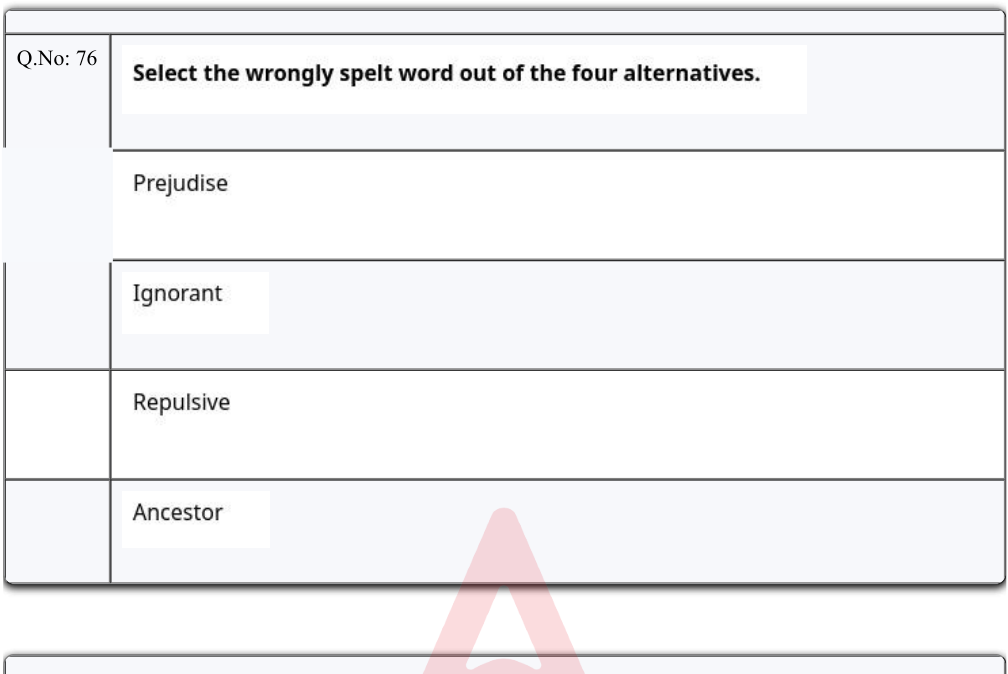 Q.No: 76
Select the wrongly spelt word out of the four alternatives.
Prejudise
Ignorant
Repulsive
Ancestor